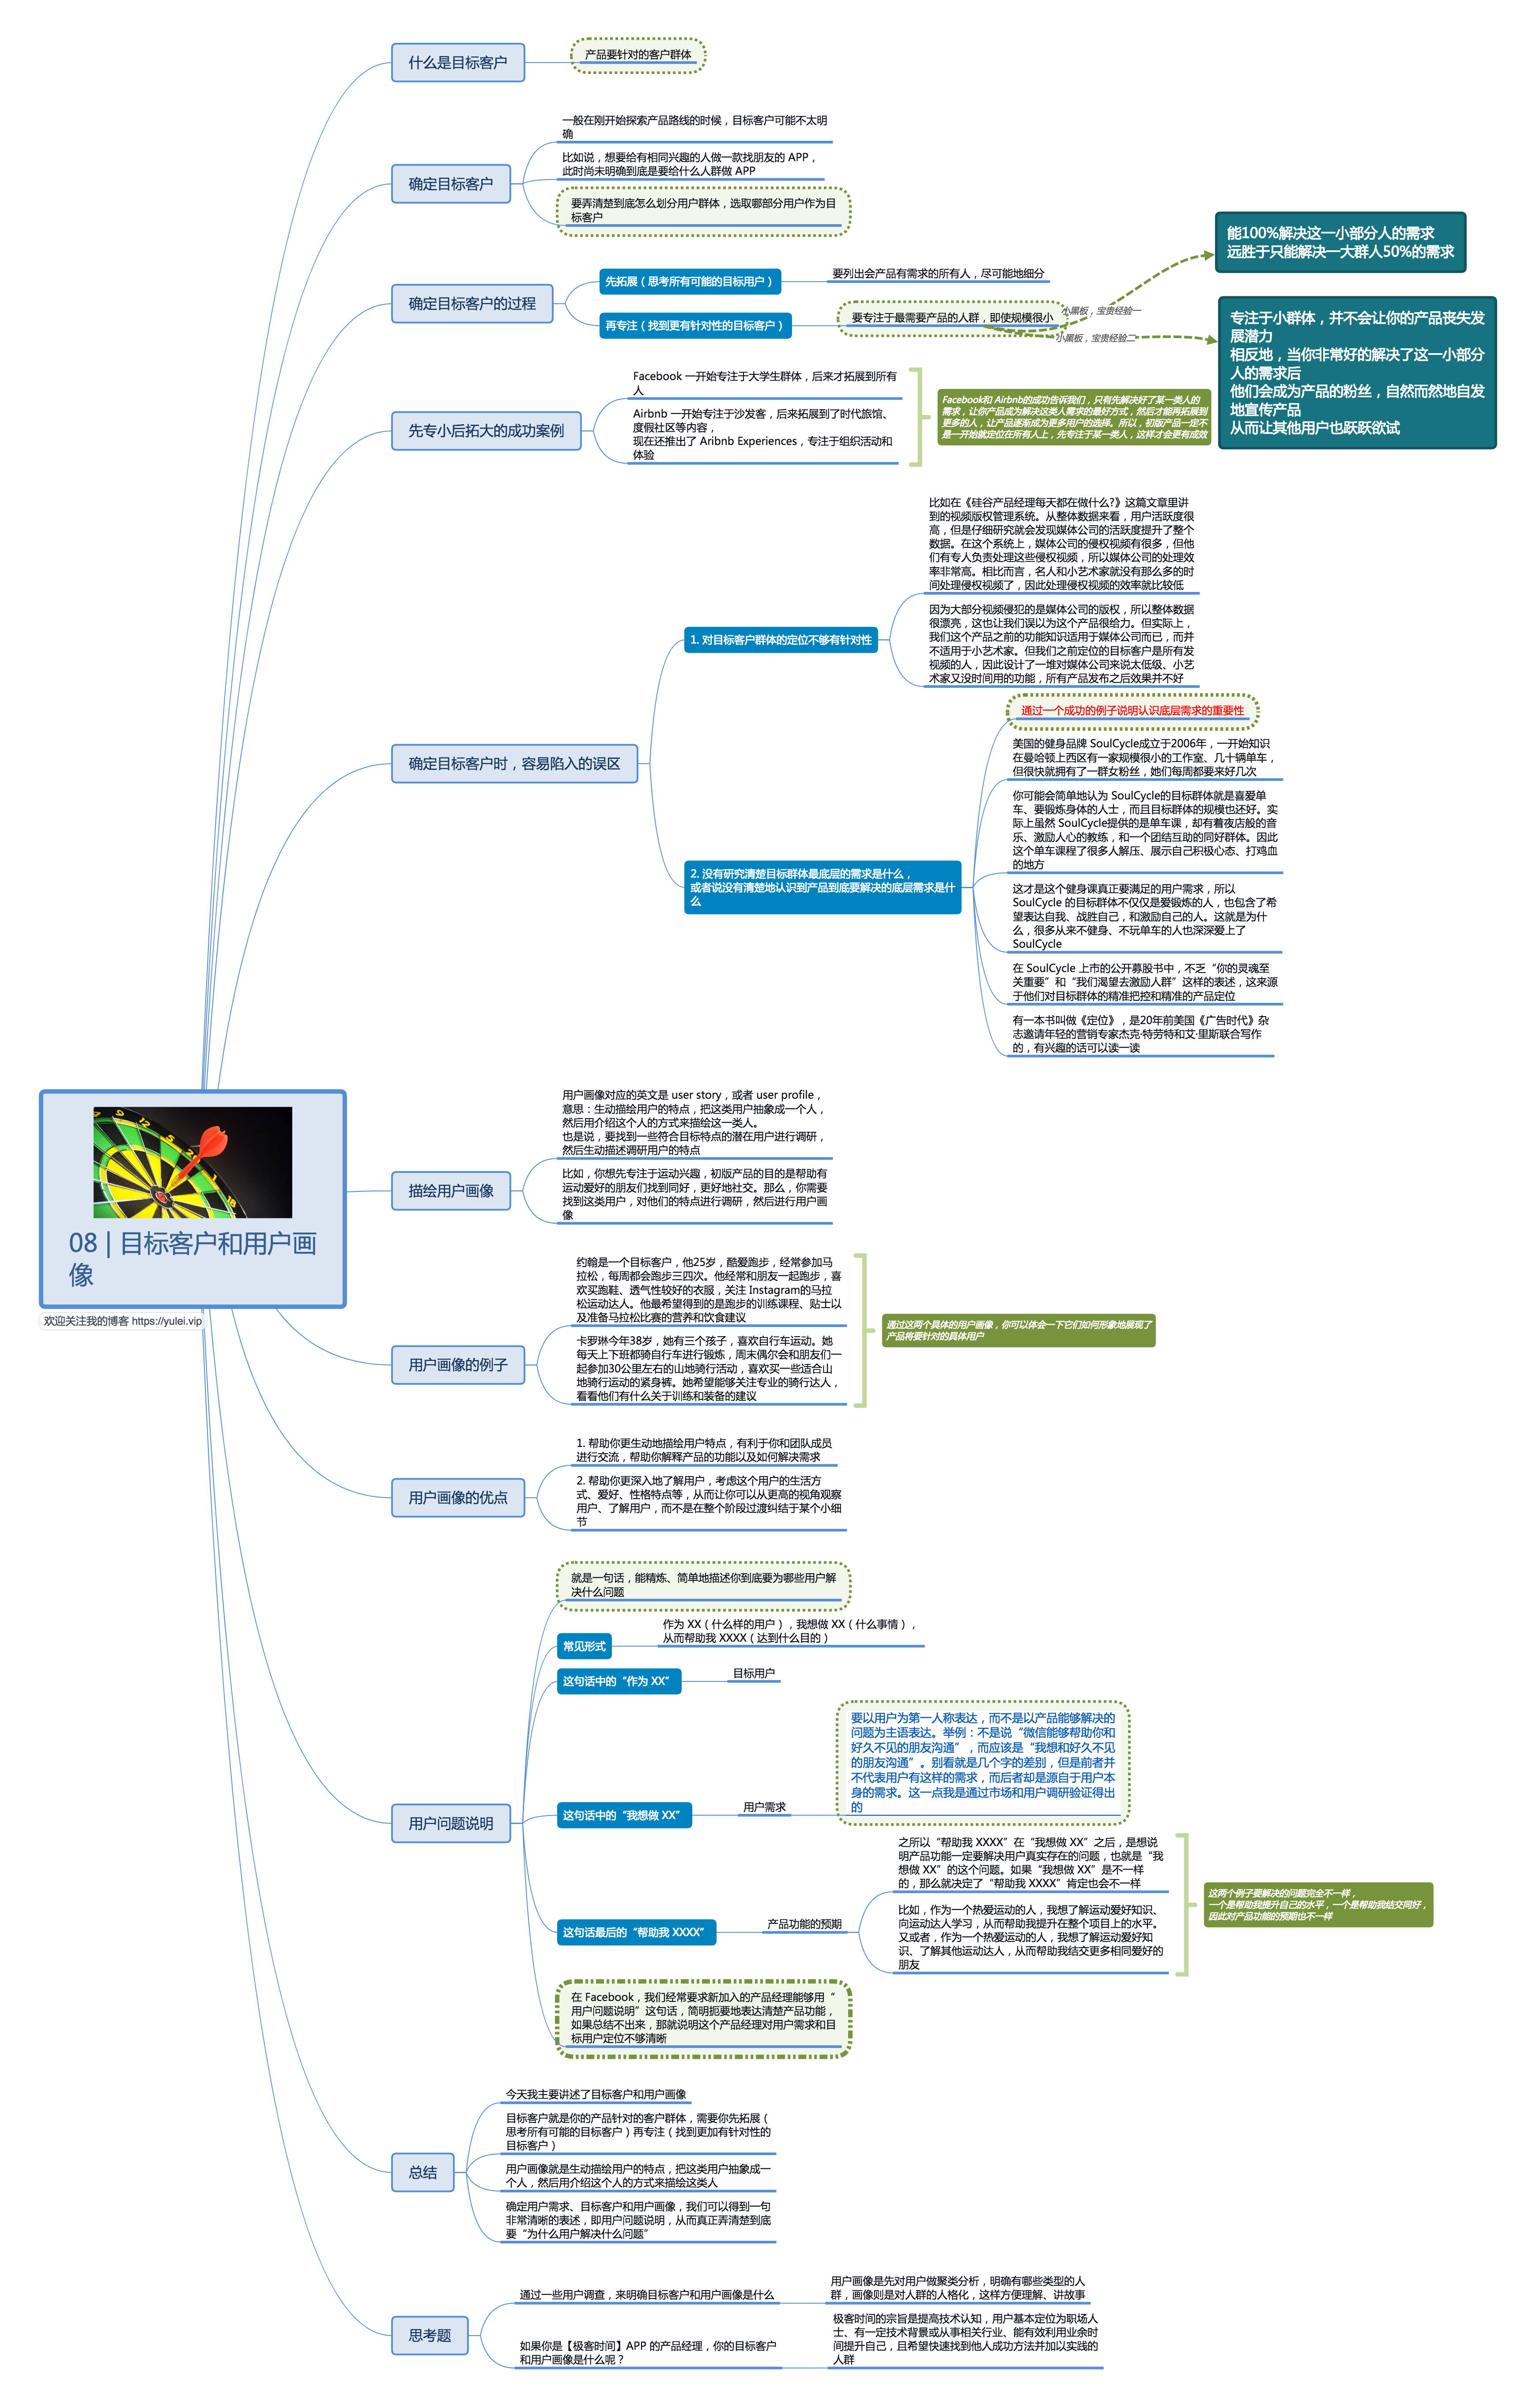 什么是目标客户
产品要针对的客户群体
确定目标客户
一般在刚开始探索产品路线的时候，目标客户可能不太明
确
比如说，想要给有相同兴趣的人做一款找朋友的 APP，
此时尚未明确到底是要给什么人群做 APP
要弄清楚到底怎么划分用户群体，选取哪部分用户作为目
标客户
确定目标客户的过程
先拓展（思考所有可能的目标用户）
要列出会产品有需求的所有人，尽可能地细分
再专注（找到更有针对性的目标客户）
要专注于最需要产品的人群，即使规模很小
小黑板，宝贵经验一
能100%解决这一小部分人的需求
远胜于只能解决一大群人50%的需求
小黑板，宝贵经验二
专注于小群体，并不会让你的产品丧失发
展潜力
相反地，当你非常好的解决了这一小部分
人的需求后
他们会成为产品的粉丝，自然而然地自发
地宣传产品
从而让其他用户也跃跃欲试
先专小后拓大的成功案例
Facebook 一开始专注于大学生群体，后来才拓展到所有
人
Airbnb 一开始专注于沙发客，后来拓展到了时代旅馆、
度假社区等内容，
现在还推出了 Aribnb Experiences，专注于组织活动和
体验
Facebook和 Airbnb的成功告诉我们，只有先解决好了某一类人的
需求，让你产品成为解决这类人需求的最好方式，然后才能再拓展到
更多的人，让产品逐渐成为更多用户的选择。所以，初版产品一定不
是一开始就定位在所有人上，先专注于某一类人，这样才会更有成效
确定目标客户时，容易陷入的误区
1. 对目标客户群体的定位不够有针对性
比如在《硅谷产品经理每天都在做什么?》这篇文章里讲
到的视频版权管理系统。从整体数据来看，用户活跃度很
高，但是仔细研究就会发现媒体公司的活跃度提升了整个
数据。在这个系统上，媒体公司的侵权视频有很多，但他
们有专人负责处理这些侵权视频，所以媒体公司的处理效
率非常高。相比而言，名人和小艺术家就没有那么多的时
间处理侵权视频了，因此处理侵权视频的效率就比较低
因为大部分视频侵犯的是媒体公司的版权，所以整体数据
很漂亮，这也让我们误以为这个产品很给力。但实际上，
我们这个产品之前的功能知识适用于媒体公司而已，而并
不适用于小艺术家。但我们之前定位的目标客户是所有发
视频的人，因此设计了一堆对媒体公司来说太低级、小艺
术家又没时间用的功能，所有产品发布之后效果并不好
2. 没有研究清楚目标群体最底层的需求是什么，
或者说没有清楚地认识到产品到底要解决的底层需求是什
么
通过一个成功的例子说明认识底层需求的重要性
美国的健身品牌 SoulCycle成立于2006年，一开始知识
在曼哈顿上西区有一家规模很小的工作室、几十辆单车，
但很快就拥有了一群女粉丝，她们每周都要来好几次
你可能会简单地认为 SoulCycle的目标群体就是喜爱单
车、要锻炼身体的人士，而且目标群体的规模也还好。实
际上虽然 SoulCycle提供的是单车课，却有着夜店般的音
乐、激励人心的教练，和一个团结互助的同好群体。因此
这个单车课程了很多人解压、展示自己积极心态、打鸡血
的地方
这才是这个健身课真正要满足的用户需求，所以
SoulCycle 的目标群体不仅仅是爱锻炼的人，也包含了希
望表达自我、战胜自己，和激励自己的人。这就是为什
么，很多从来不健身、不玩单车的人也深深爱上了
SoulCycle
在 SoulCycle 上市的公开募股书中，不乏“你的灵魂至
关重要”和“我们渴望去激励人群”这样的表述，这来源
于他们对目标群体的精准把控和精准的产品定位
有一本书叫做《定位》，是20年前美国《广告时代》杂
志邀请年轻的营销专家杰克·特劳特和艾·里斯联合写作
的，有兴趣的话可以读一读
08 | 目标客户和用户画
像
欢迎关注我的博客 https://yulei.vip
描绘用户画像
用户画像对应的英文是 user story，或者 user profile，
意思：生动描绘用户的特点，把这类用户抽象成一个人，
然后用介绍这个人的方式来描绘这一类人。
也是说，要找到一些符合目标特点的潜在用户进行调研，
然后生动描述调研用户的特点
比如，你想先专注于运动兴趣，初版产品的目的是帮助有
运动爱好的朋友们找到同好，更好地社交。那么，你需要
找到这类用户，对他们的特点进行调研，然后进行用户画
像
用户画像的例子
约翰是一个目标客户，他25岁，酷爱跑步，经常参加马
拉松，每周都会跑步三四次。他经常和朋友一起跑步，喜
欢买跑鞋、透气性较好的衣服，关注 Instagram的马拉
松运动达人。他最希望得到的是跑步的训练课程、贴士以
及准备马拉松比赛的营养和饮食建议
卡罗琳今年38岁，她有三个孩子，喜欢自行车运动。她
每天上下班都骑自行车进行锻炼，周末偶尔会和朋友们一
起参加30公里左右的山地骑行活动，喜欢买一些适合山
地骑行运动的紧身裤。她希望能够关注专业的骑行达人，
看看他们有什么关于训练和装备的建议
通过这两个具体的用户画像，你可以体会一下它们如何形象地展现了
产品将要针对的具体用户
用户画像的优点
1. 帮助你更生动地描绘用户特点，有利于你和团队成员
进行交流，帮助你解释产品的功能以及如何解决需求
2. 帮助你更深入地了解用户，考虑这个用户的生活方
式、爱好、性格特点等，从而让你可以从更高的视角观察
用户、了解用户，而不是在整个阶段过渡纠结于某个小细
节
用户问题说明
就是一句话，能精炼、简单地描述你到底要为哪些用户解
决什么问题
常见形式
作为 XX（什么样的用户），我想做 XX（什么事情），
从而帮助我 XXXX（达到什么目的）
这句话中的“作为 XX”
目标用户
这句话中的“我想做 XX”
用户需求
要以用户为第一人称表达，而不是以产品能够解决的
问题为主语表达。举例：不是说“微信能够帮助你和
好久不见的朋友沟通”，而应该是“我想和好久不见
的朋友沟通”。别看就是几个字的差别，但是前者并
不代表用户有这样的需求，而后者却是源自于用户本
身的需求。这一点我是通过市场和用户调研验证得出
的
这句话最后的“帮助我 XXXX”
产品功能的预期
之所以“帮助我 XXXX”在“我想做 XX”之后，是想说
明产品功能一定要解决用户真实存在的问题，也就是“我
想做 XX”的这个问题。如果“我想做 XX”是不一样
的，那么就决定了“帮助我 XXXX”肯定也会不一样
比如，作为一个热爱运动的人，我想了解运动爱好知识、
向运动达人学习，从而帮助我提升在整个项目上的水平。
又或者，作为一个热爱运动的人，我想了解运动爱好知
识、了解其他运动达人，从而帮助我结交更多相同爱好的
朋友
这两个例子要解决的问题完全不一样，
一个是帮助我提升自己的水平，一个是帮助我结交同好，
因此对产品功能的预期也不一样
在 Facebook，我们经常要求新加入的产品经理能够用“
用户问题说明”这句话，简明扼要地表达清楚产品功能，
如果总结不出来，那就说明这个产品经理对用户需求和目
标用户定位不够清晰
总结
今天我主要讲述了目标客户和用户画像
目标客户就是你的产品针对的客户群体，需要你先拓展（
思考所有可能的目标客户）再专注（找到更加有针对性的
目标客户）
用户画像就是生动描绘用户的特点，把这类用户抽象成一
个人，然后用介绍这个人的方式来描绘这类人
确定用户需求、目标客户和用户画像，我们可以得到一句
非常清晰的表述，即用户问题说明，从而真正弄清楚到底
要“为什么用户解决什么问题”
思考题
通过一些用户调查，来明确目标客户和用户画像是什么
用户画像是先对用户做聚类分析，明确有哪些类型的人
群，画像则是对人群的人格化，这样方便理解、讲故事
如果你是【极客时间】APP 的产品经理，你的目标客户
和用户画像是什么呢？
极客时间的宗旨是提高技术认知，用户基本定位为职场人
士、有一定技术背景或从事相关行业、能有效利用业余时
间提升自己，且希望快速找到他人成功方法并加以实践的
人群